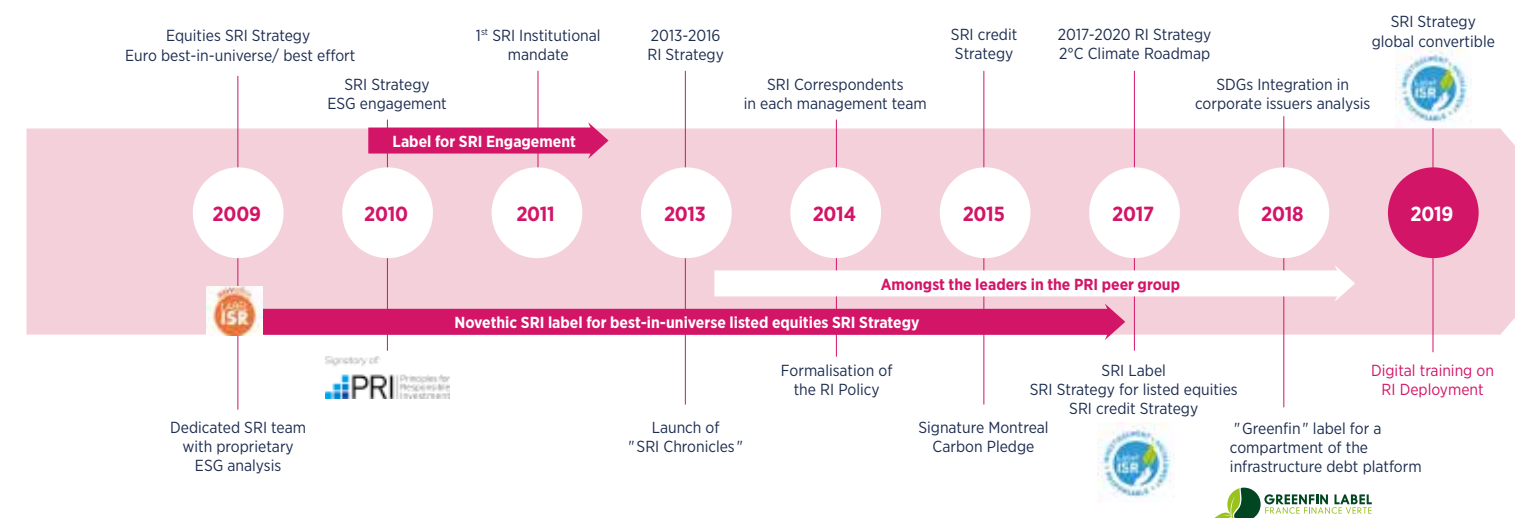 Equities SRI Strategy
Euro best-in-universe/ best effort
1st SRI Institutional
mandate
2013-2016
RI Strategy
SRI credit
Strategy
2017-2020 RI Strategy
2°C Climate Roadmap
SRI Strategy
global convertible
SRI Strategy
ESG engagement
SRI Correspondents
in each management team
SDGs Integration in
corporate issuers analysis
ISR
Label for SRI Engagement
2009
2010
2011
2013
2014
2015
2017
2018
2019
Amongst the leaders in the PRI peer group
ISR
Novethic SRI label for best-in-universe listed equities SRI Strategy
Signatory of:
PRI
Principles for
Responsible
Investment
Formalisation of
the RI Policy
SRI Label
SRI Strategy for listed equities
SRI credit Strategy
Digital training on
RI Deployment
Dedicated SRI team
with proprietary
ESG analysis
Launch of
"SRI Chronicles"
Signature Montreal
Carbon Pledge
ISR
"Greenfin" label for a
compartment of the
infrastructure debt platform
GREENFIN LABEL
FRANCE FINANCE VERTE